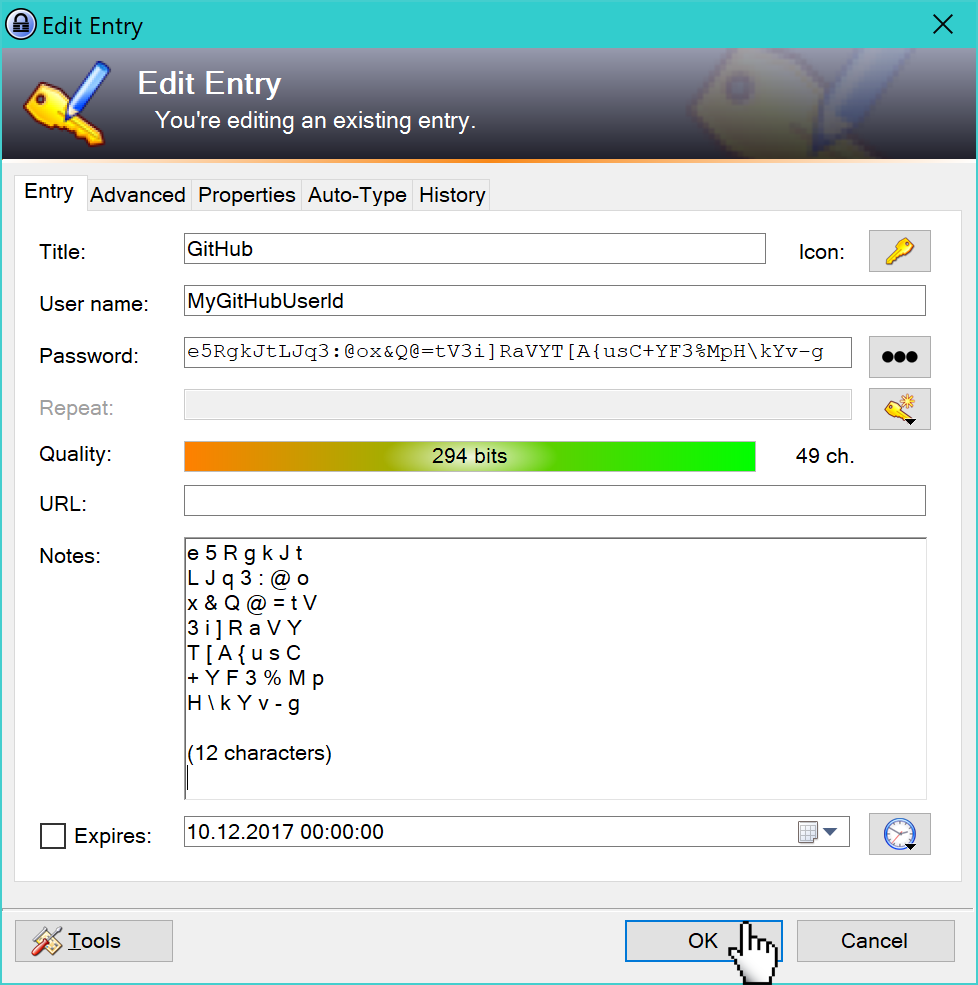 Edit Entry
Edit Entry
You're editing an existing entry.
Entry Advanced Properties Auto-Type History
Title: GitHub Icon:
User name: MyGitHubUserId
Password: e5RgkJtLJq3:@ox&Q@=tV3i]RaVYT[A{usC+YF3%MpH\kYv-g
Repeat:
Quality: 294 bits 49 ch.
URL:
Notes: e 5 R g k J t
L J q 3 : @ o
x & Q @ = t V
3 i ] R a V Y
T [ A { u s C
+ Y F 3 % M p
H \ k Y v - g
(12 characters)
Expires: 10.12.2017 00:00:00
Tools OK Cancel